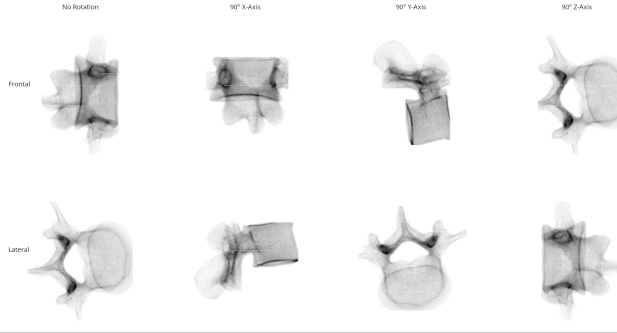 No Rotation
90° X-Axis
90° Y-Axis
90° Z-Axis
Frontal
Lateral